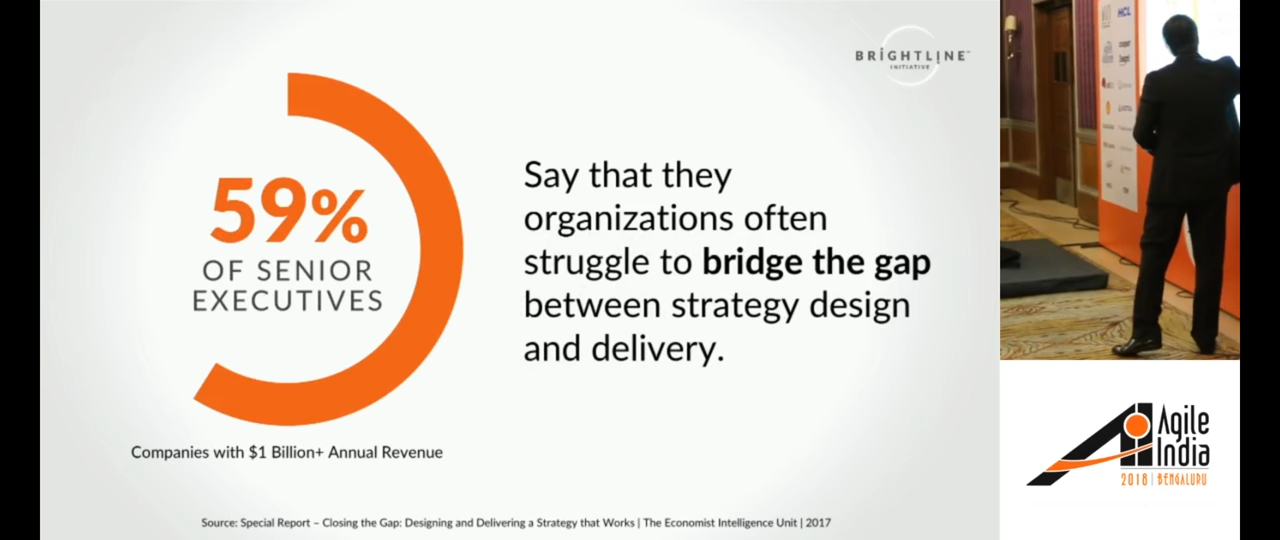 BRIGHTLINE™
INITIATIVE
59%
OF SENIOR
EXECUTIVES
Say that they
organizations often
struggle to bridge the gap
between strategy design
and delivery.
Companies with $1 Billion+ Annual Revenue
Source: Special Report – Closing the Gap: Designing and Delivering a Strategy that Works | The Economist Intelligence Unit | 2017
HCL
Agile
India
2018 | BENGALURU